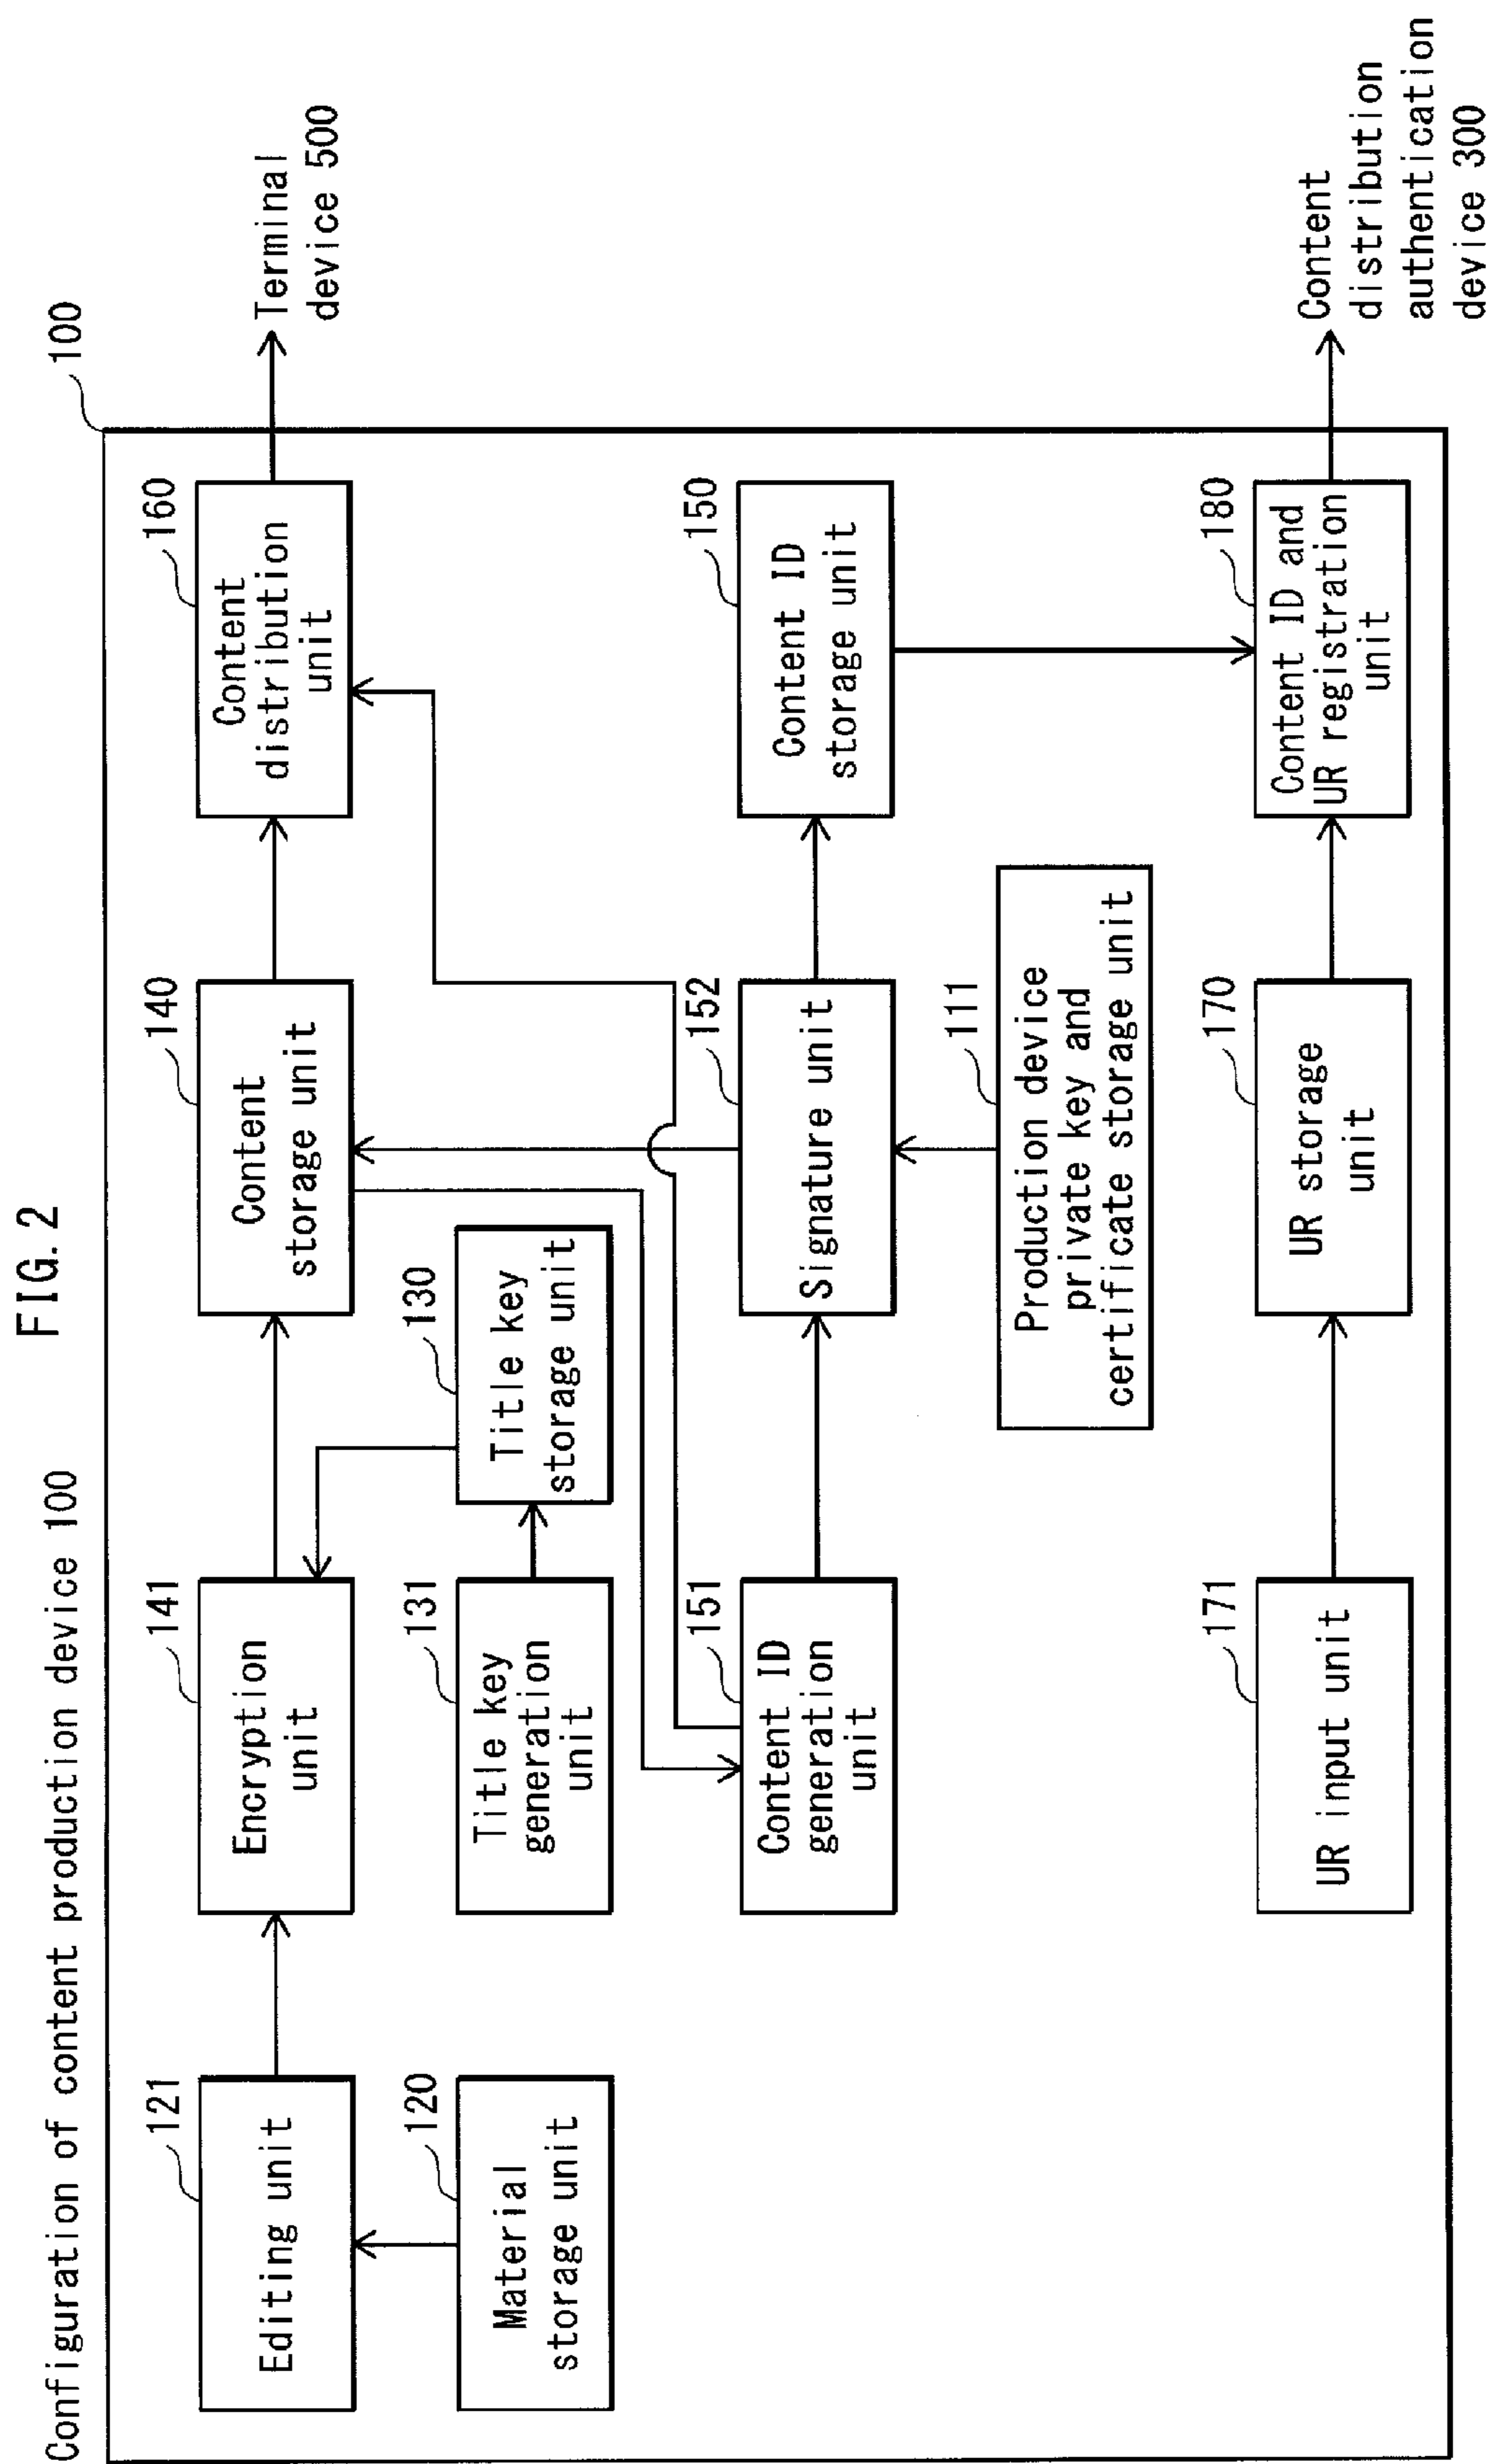 FIG. 2
Configuration of content production device 100
100
121
Editing unit
141
Encryption
unit
140
Content
storage unit
160
Content
distribution
unit
Terminal
device 500
120
Material
storage unit
131
Title key
generation
unit
130
Title key
storage unit
151
Content ID
generation
unit
152
Signature unit
150
Content ID
storage unit
111
Production device
private key and
certificate storage unit
171
UR input unit
170
UR storage
unit
180
Content ID and
UR registration
unit
Content
distribution
authentication
device 300